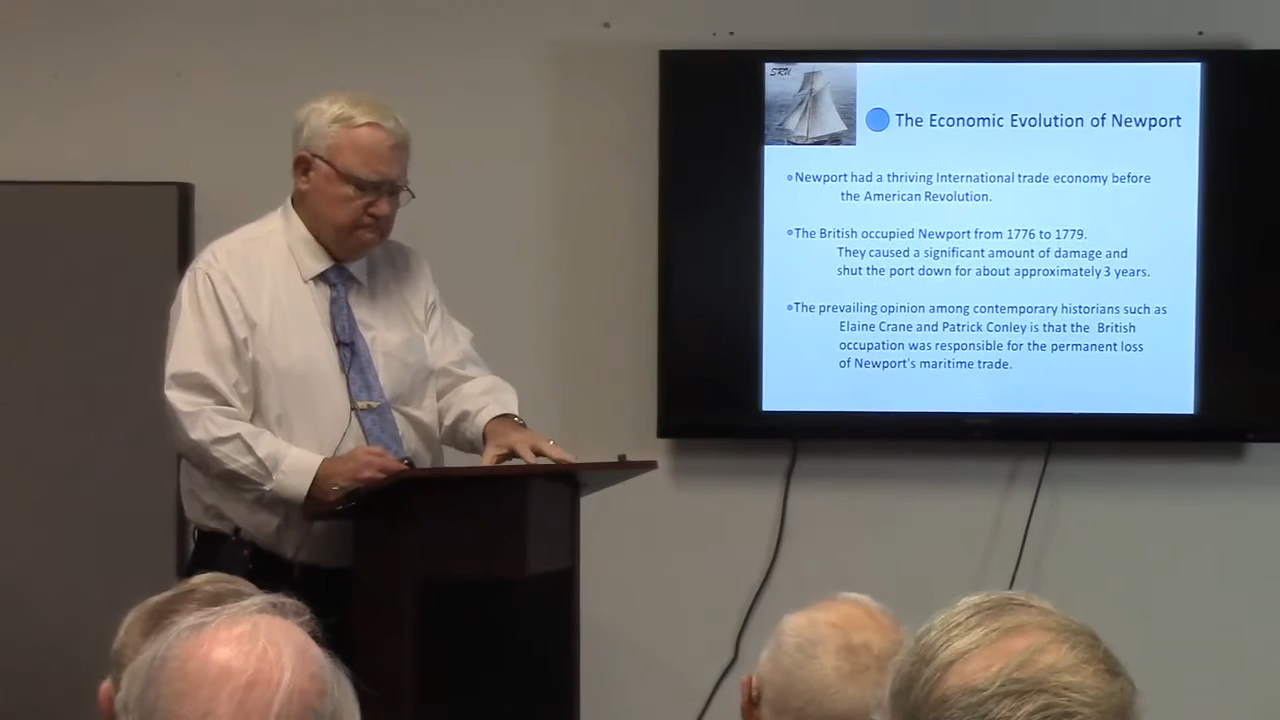 SRU
The Economic Evolution of Newport
Newport had a thriving International trade economy before
the American Revolution.
The British occupied Newport from 1776 to 1779.
They caused a significant amount of damage and
shut the port down for about approximately 3 years.
The prevailing opinion among contemporary historians such as
Elaine Crane and Patrick Conley is that the British
occupation was responsible for the permanent loss
of Newport's maritime trade.